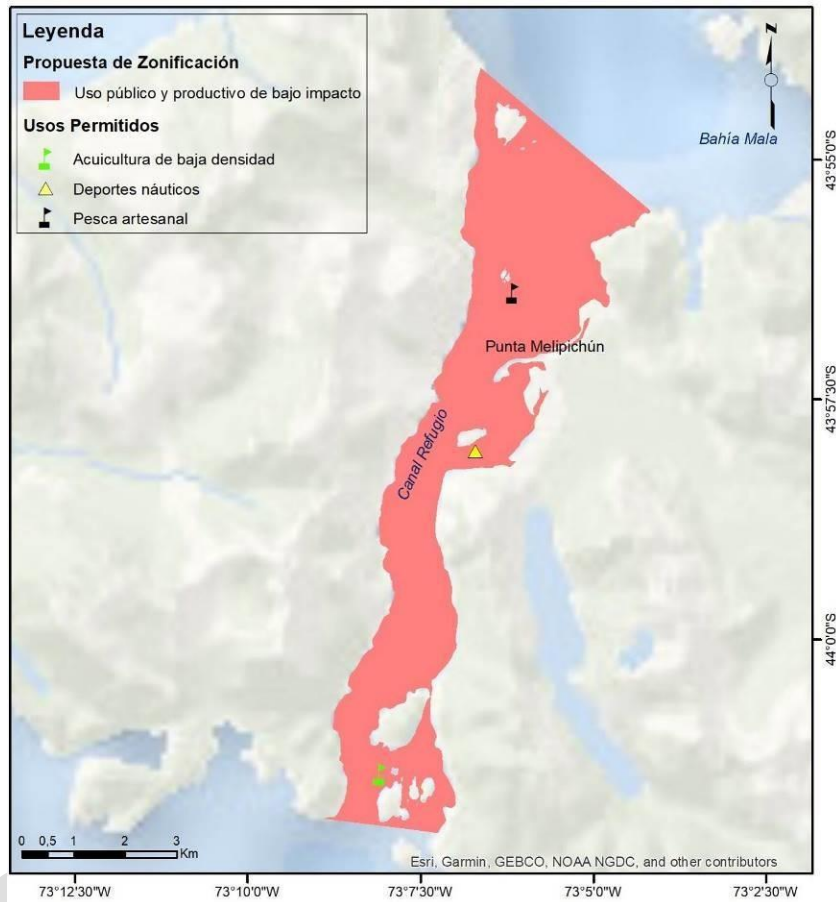 Leyenda
Propuesta de Zonificación
Uso público y productivo de bajo impacto
Usos Permitidos
Acuicultura de baja densidad
Deportes náuticos
Pesca artesanal
N
Bahía Mala
43°55'0"S
Punta Melipichún
43°57'30"S
Canal Refugio
44°0'0"S
0 0,5 1 2 3
Km
Esri, Garmin, GEBCO, NOAA NGDC, and other contributors
73°12'30"W 73°10'0"W 73°7'30"W 73°5'0"W 73°2'30"W